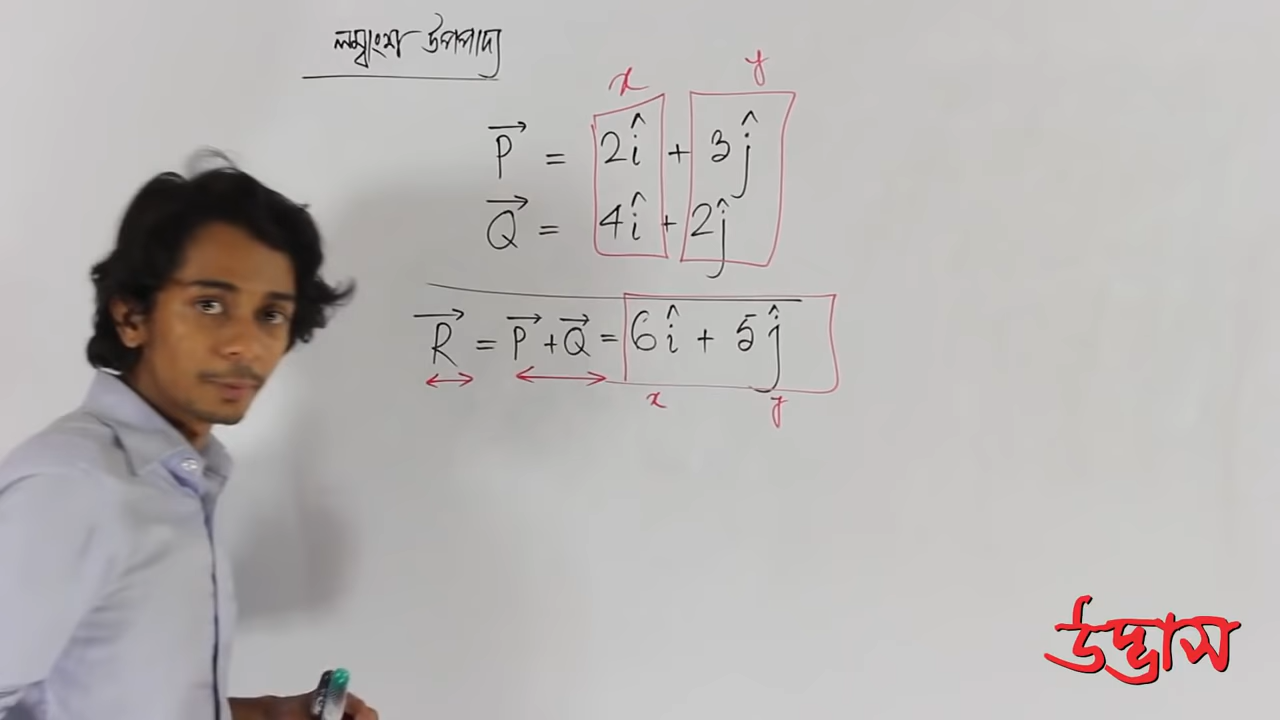 লম্বাংশ উপপাদ্য
x y
P⃗ = 2î + 3ĵ
Q⃗ = 4î + 2ĵ
R⃗ = P⃗ + Q⃗ = 6î + 5ĵ
x y
উদ্ভাস